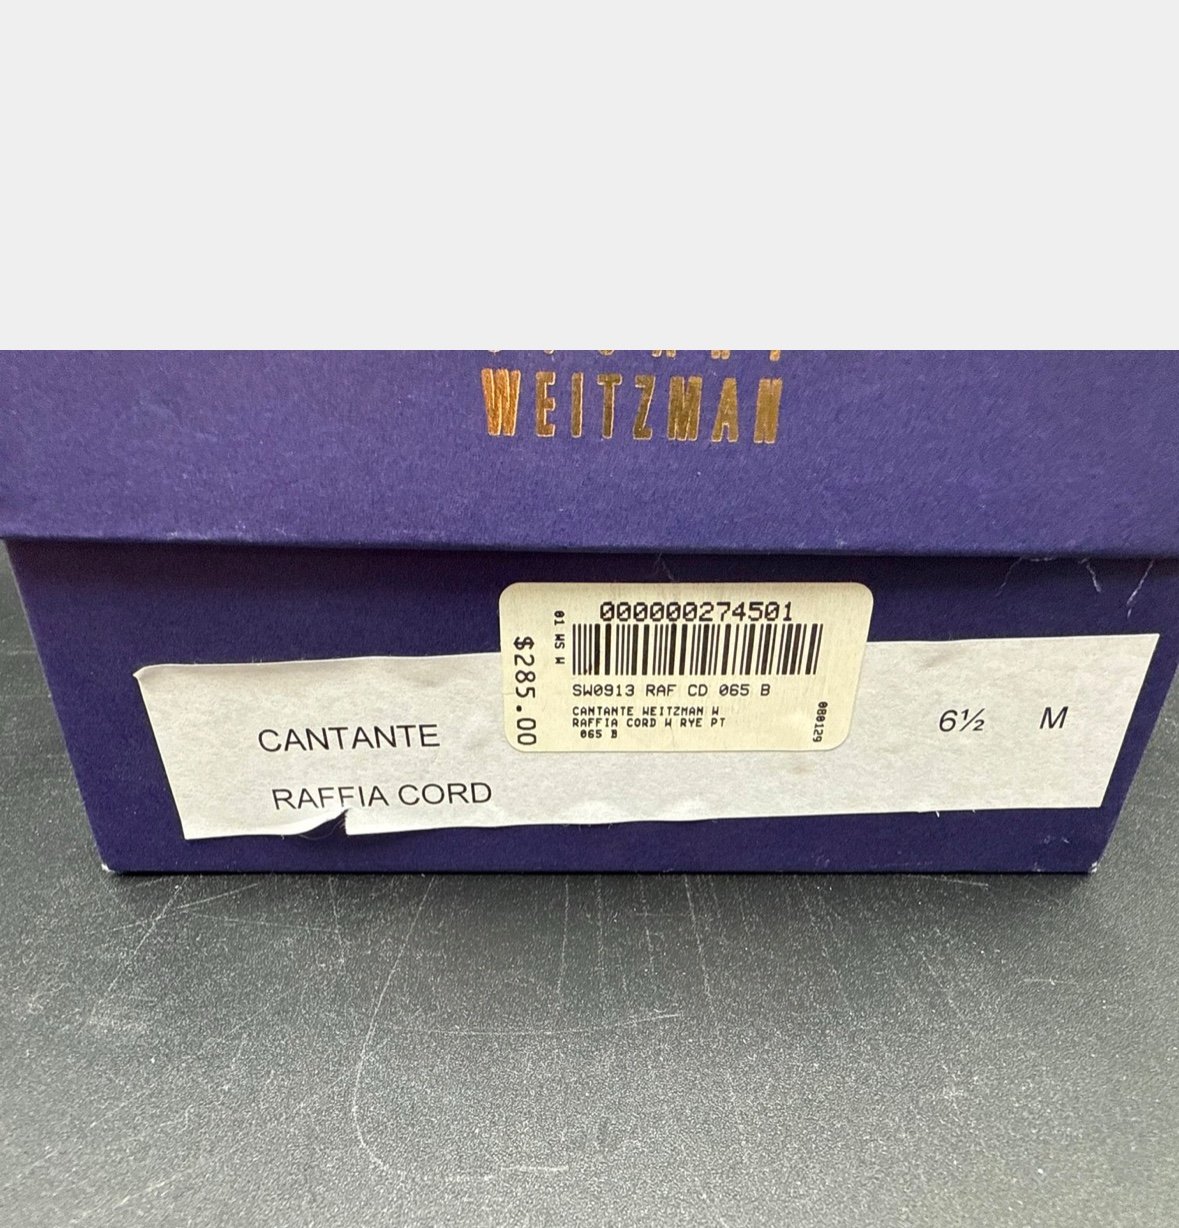 WEITZMAN
000000274501
01 WS W
$285.00
SW0913 RAF CD 065 B
CANTANTE WEITZMAN W
RAFFIA CORD W RYE PT
065 B
080129
CANTANTE
6½ M
RAFFIA CORD